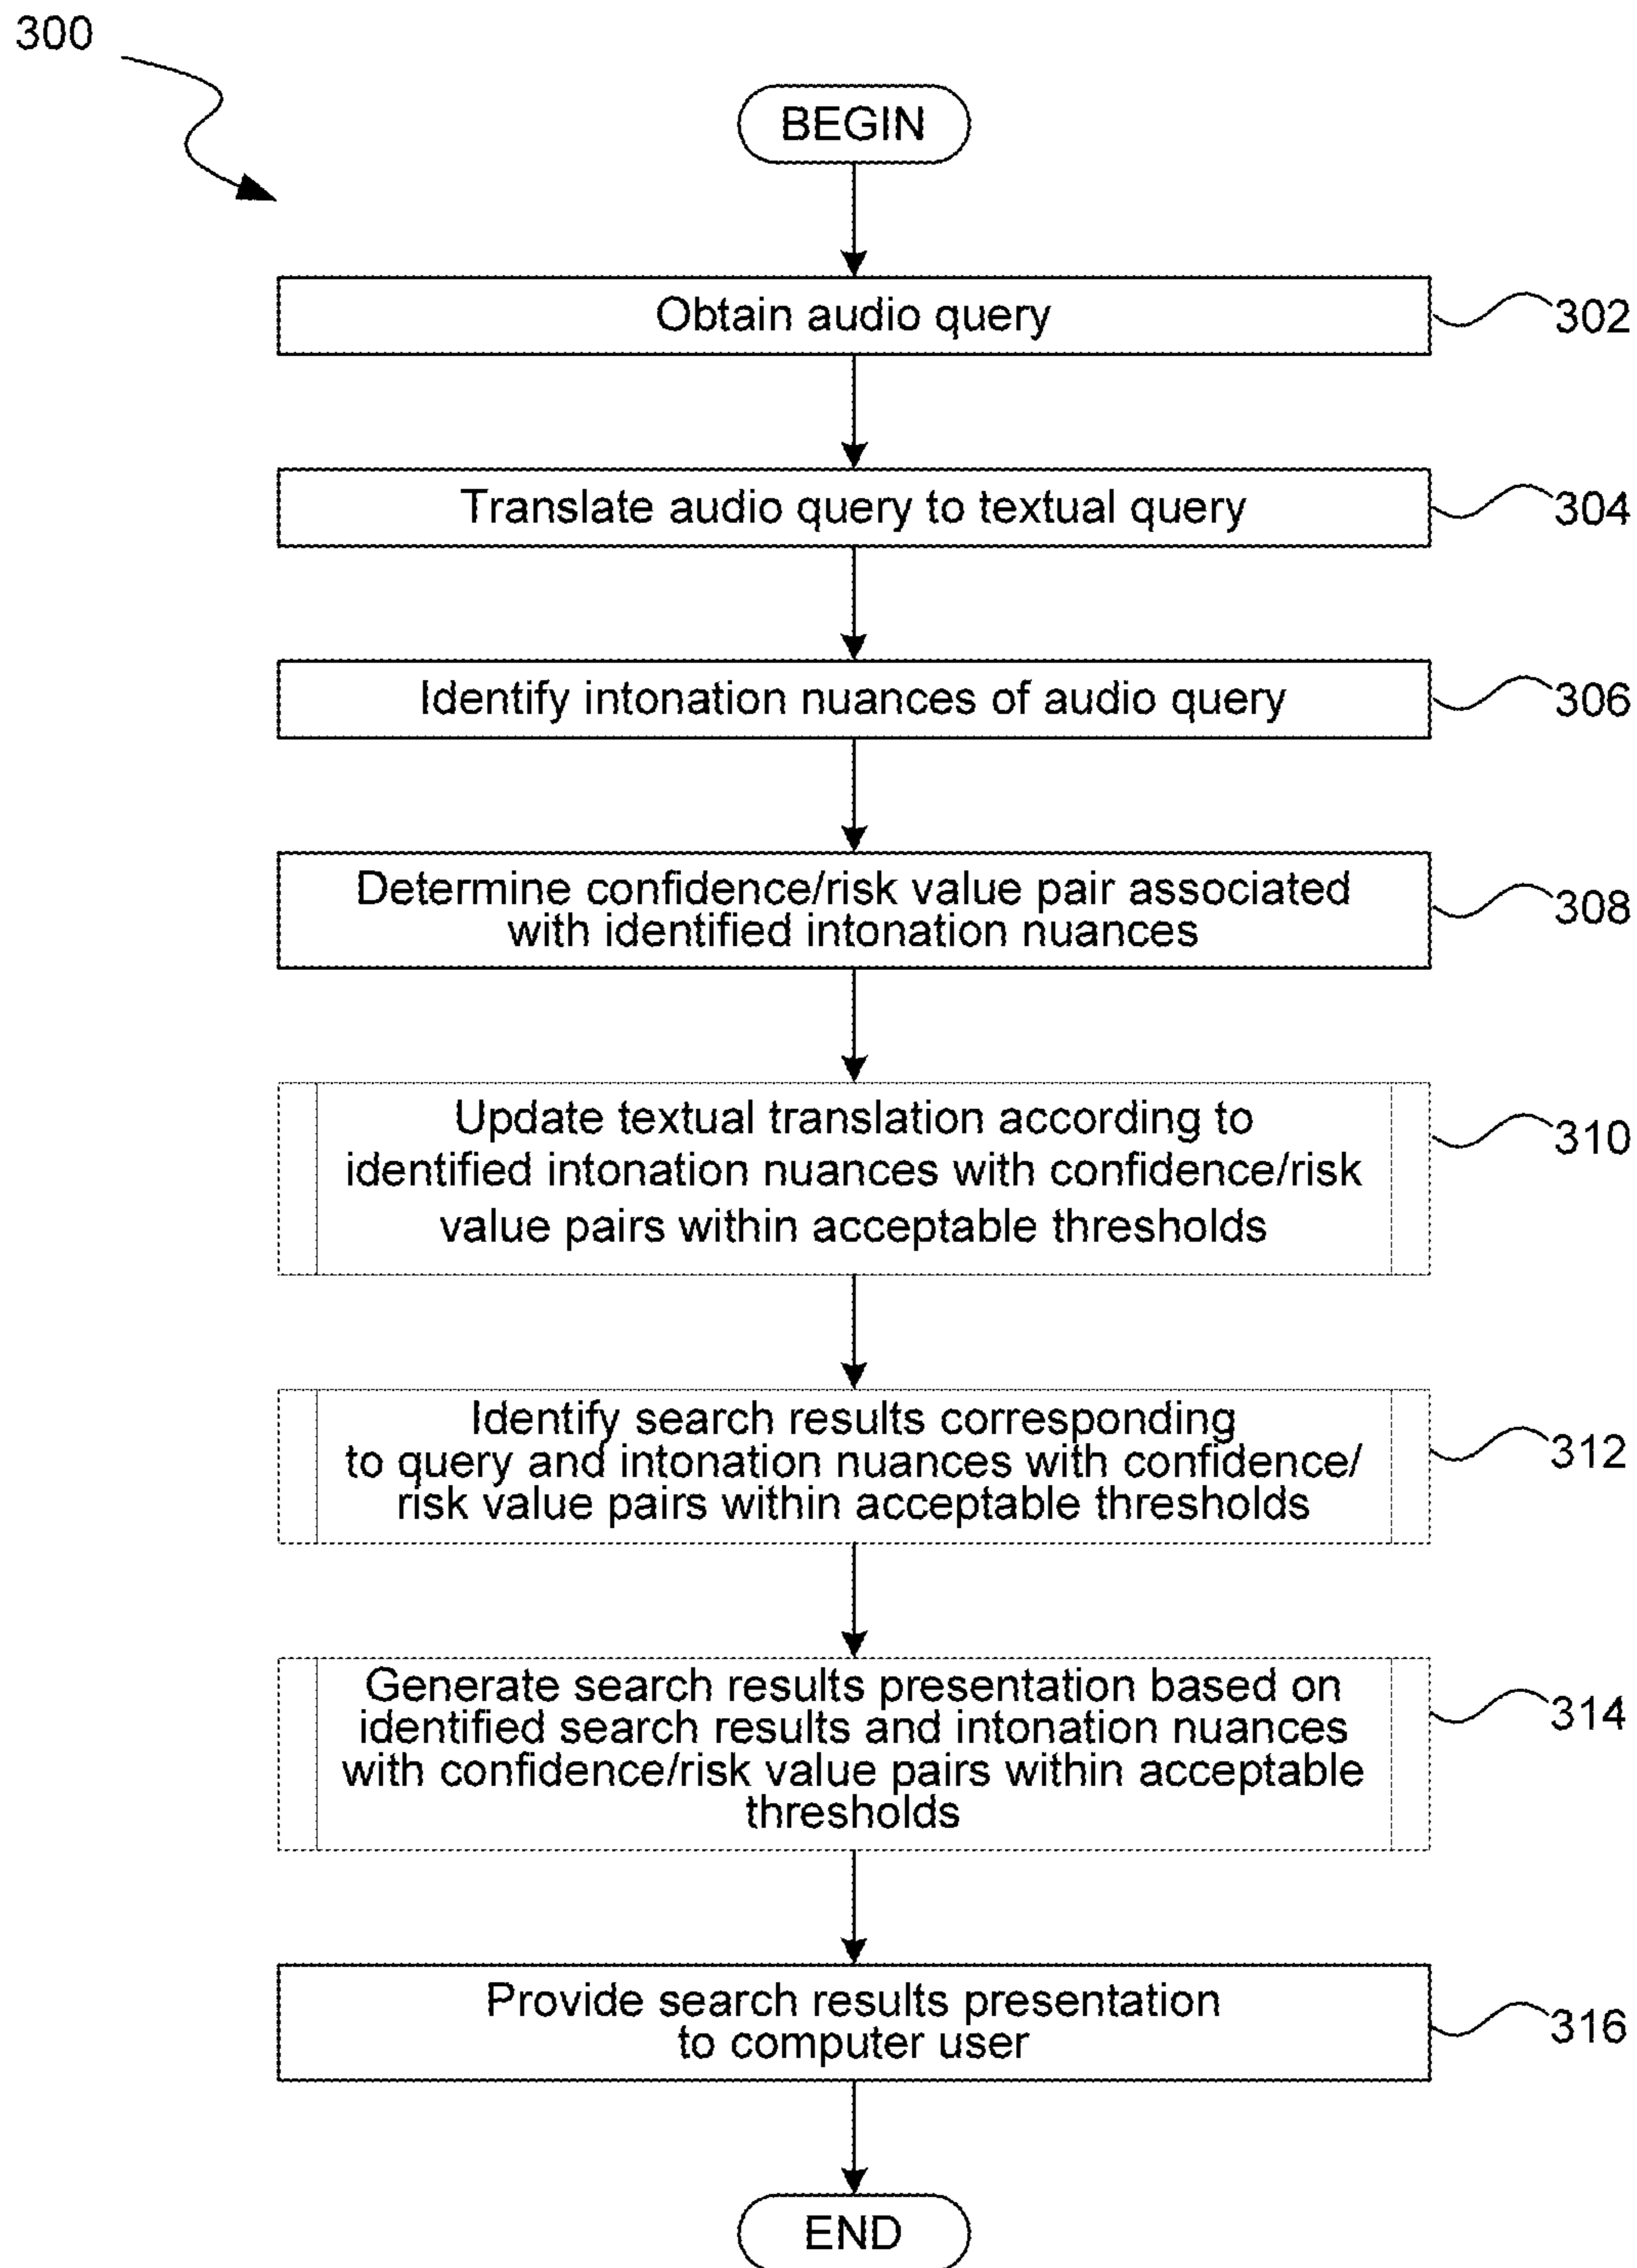 300
BEGIN
Obtain audio query
302
Translate audio query to textual query
304
Identify intonation nuances of audio query
306
Determine confidence/risk value pair associated
with identified intonation nuances
308
Update textual translation according to
identified intonation nuances with confidence/risk
value pairs within acceptable thresholds
310
Identify search results corresponding
to query and intonation nuances with confidence/
risk value pairs within acceptable thresholds
312
Generate search results presentation based on
identified search results and intonation nuances
with confidence/risk value pairs within acceptable
thresholds
314
Provide search results presentation
to computer user
316
END